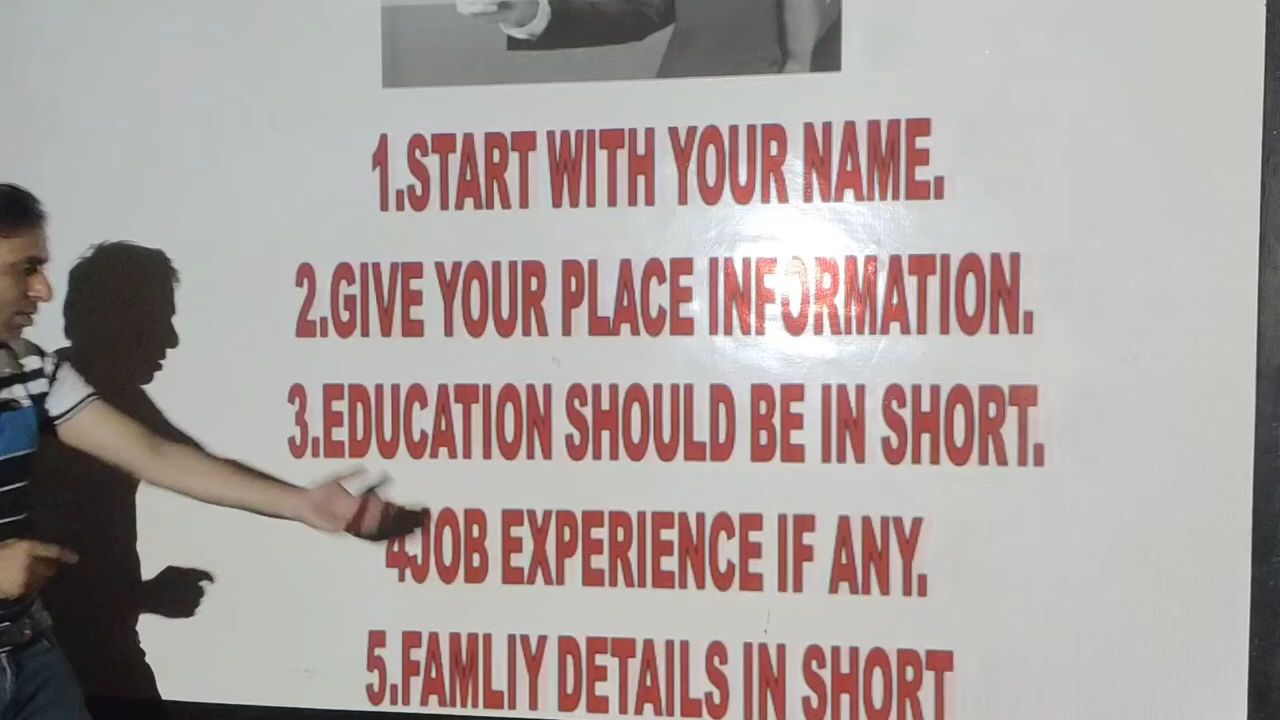 1.START WITH YOUR NAME.
2.GIVE YOUR PLACE INFORMATION.
3.EDUCATION SHOULD BE IN SHORT.
4JOB EXPERIENCE IF ANY.
5.FAMLIY DETAILS IN SHORT